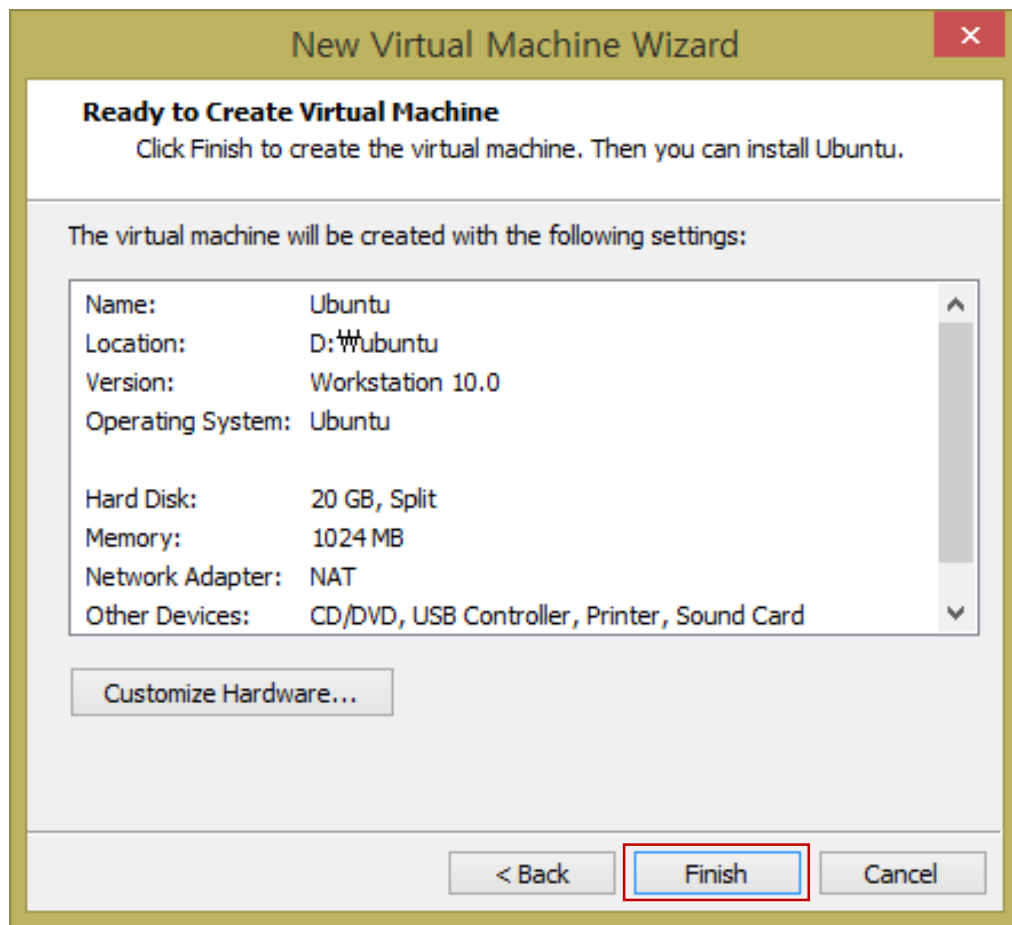 New Virtual Machine Wizard
Ready to Create Virtual Machine
Click Finish to create the virtual machine. Then you can install Ubuntu.
The virtual machine will be created with the following settings:
Name: Ubuntu
Location: D:₩ubuntu
Version: Workstation 10.0
Operating System: Ubuntu
Hard Disk: 20 GB, Split
Memory: 1024 MB
Network Adapter: NAT
Other Devices: CD/DVD, USB Controller, Printer, Sound Card
Customize Hardware...
< Back Finish Cancel